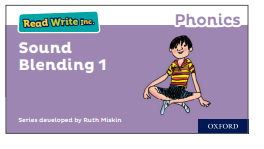 Read Write Inc.
Phonics
Sound
Blending 1
Series developed by Ruth Miskin
OXFORD